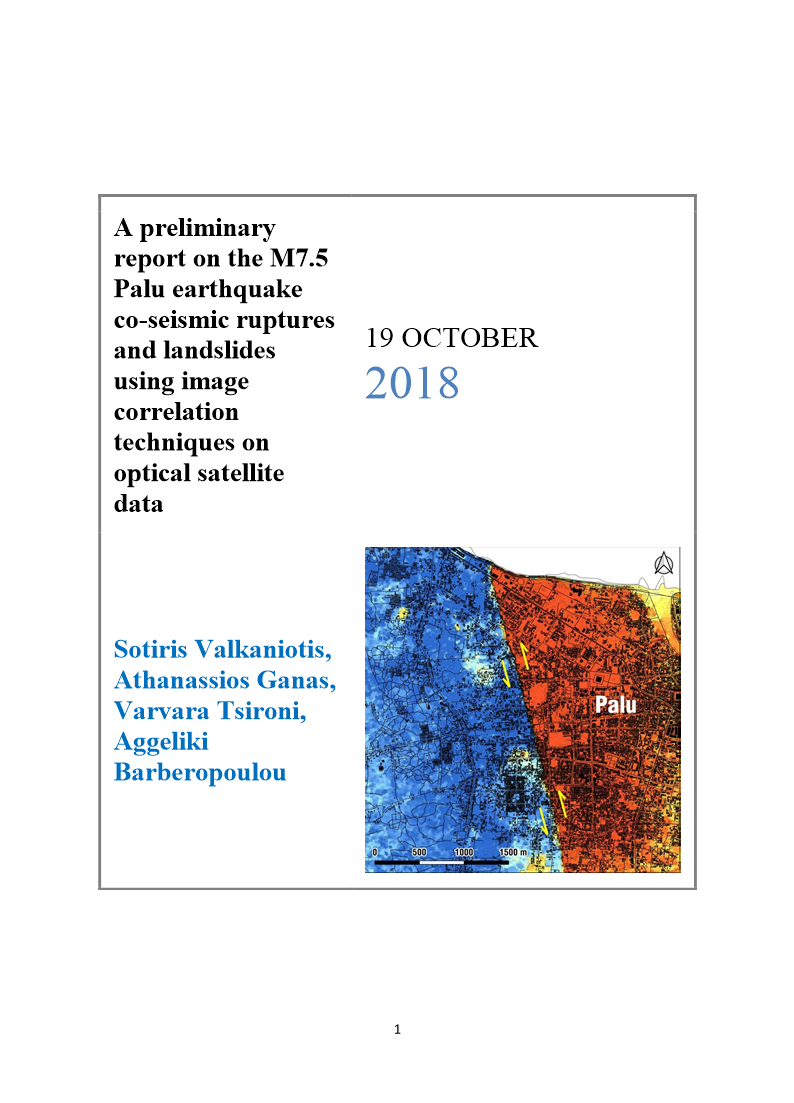 A preliminary
report on the M7.5
Palu earthquake
co-seismic ruptures
and landslides
using image
correlation
techniques on
optical satellite
data
19 OCTOBER
2018
Sotiris Valkaniotis,
Athanassios Ganas,
Varvara Tsironi,
Aggeliki
Barberopoulou
Palu
0 500 1000 1500 m
1